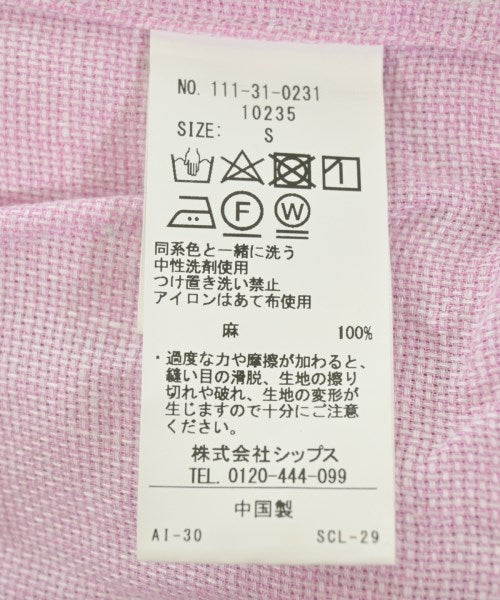 NO. 111-31-0231
10235
SIZE: S
F W
同系色と一緒に洗う
中性洗剤使用
つけ置き洗い禁止
アイロンはあて布使用
麻 100%
・過度な力や摩擦が加わると、
縫い目の滑脱、生地の擦り
切れや破れ、生地の変形が
生じますので十分にご注意
ください。
株式会社シップス
TEL. 0120-444-099
中国製
AI-30 SCL-29